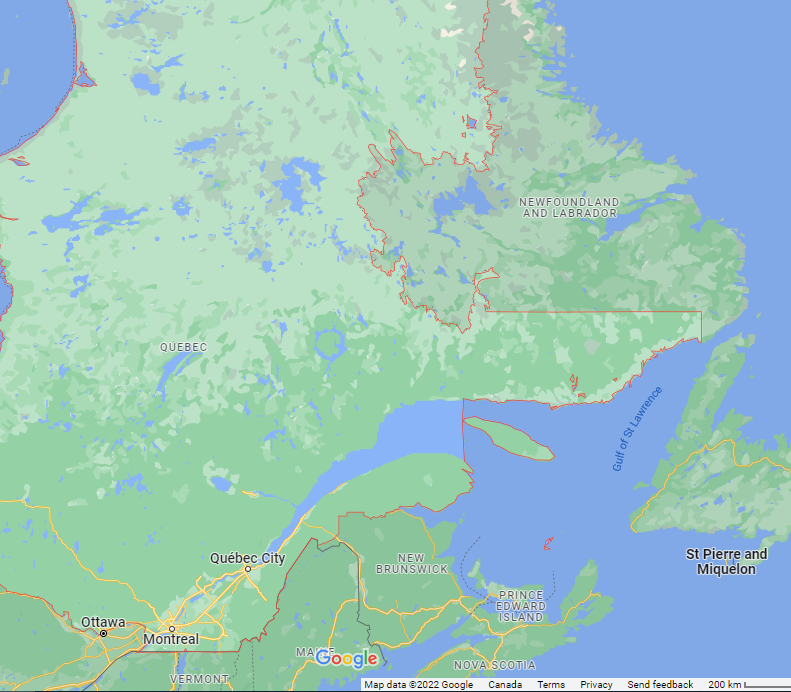 NEWFOUNDLAND
AND LABRADOR
QUEBEC
Gulf of St Lawrence
Québec City
NEW
BRUNSWICK
St Pierre and
Miquelon
PRINCE
EDWARD
ISLAND
Ottawa
Montreal
Google
NOVA SCOTIA
VERMONT
Map data ©2022 Google Canada Terms Privacy Send feedback 200 km